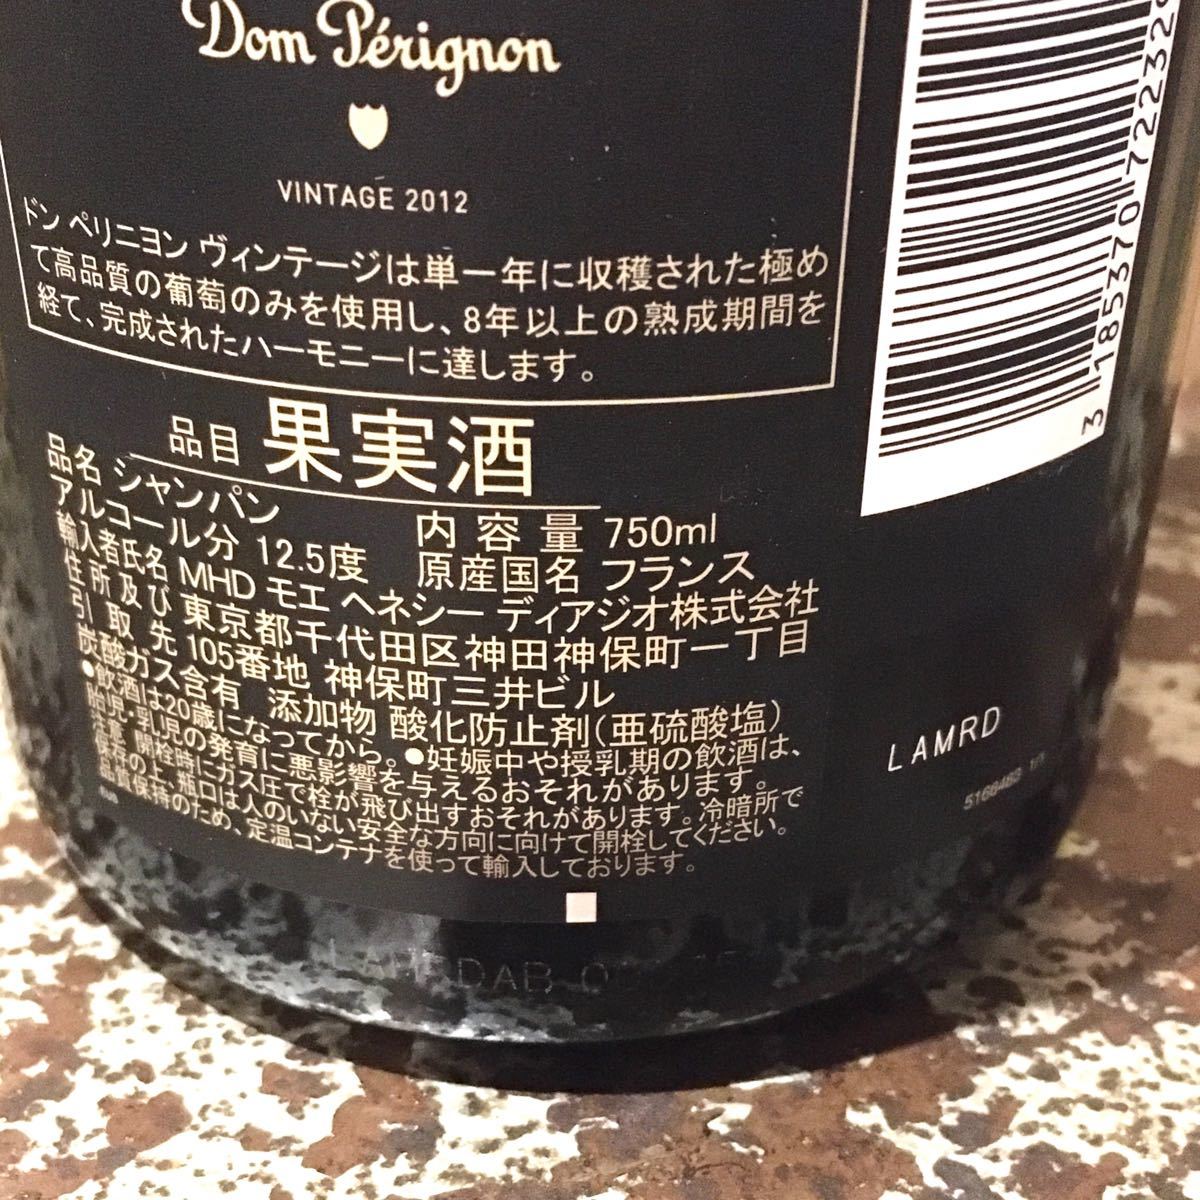 Dom Pérignon
VINTAGE 2012
ドン ペリニヨン ヴィンテージは単一年に収穫された極め
て高品質の葡萄のみを使用し、8年以上の熟成期間を
経て、完成されたハーモニーに達します。
品目 果実酒
品名 シャンパン
内容量 750ml
アルコール分 12.5度
原産国名 フランス
輸入者氏名 MHD モエ ヘネシー ディアジオ株式会社
住所及び 東京都千代田区神田神保町一丁目
引取先 105番地 神保町三井ビル
炭酸ガス含有 添加物 酸化防止剤(亜硫酸塩)
●飲酒は20歳になってから。●妊娠中や授乳期の飲酒は、
胎児・乳児の発育に悪影響を与えるおそれがあります。
注意 開栓時にガス圧で栓が飛び出すおそれがあります。冷暗所で
保存の上、瓶口は人のいない安全な方向に向けて開栓してください。
品質保持のため、定温コンテナを使って輸入しております。
3 185370 72232
LAMRD